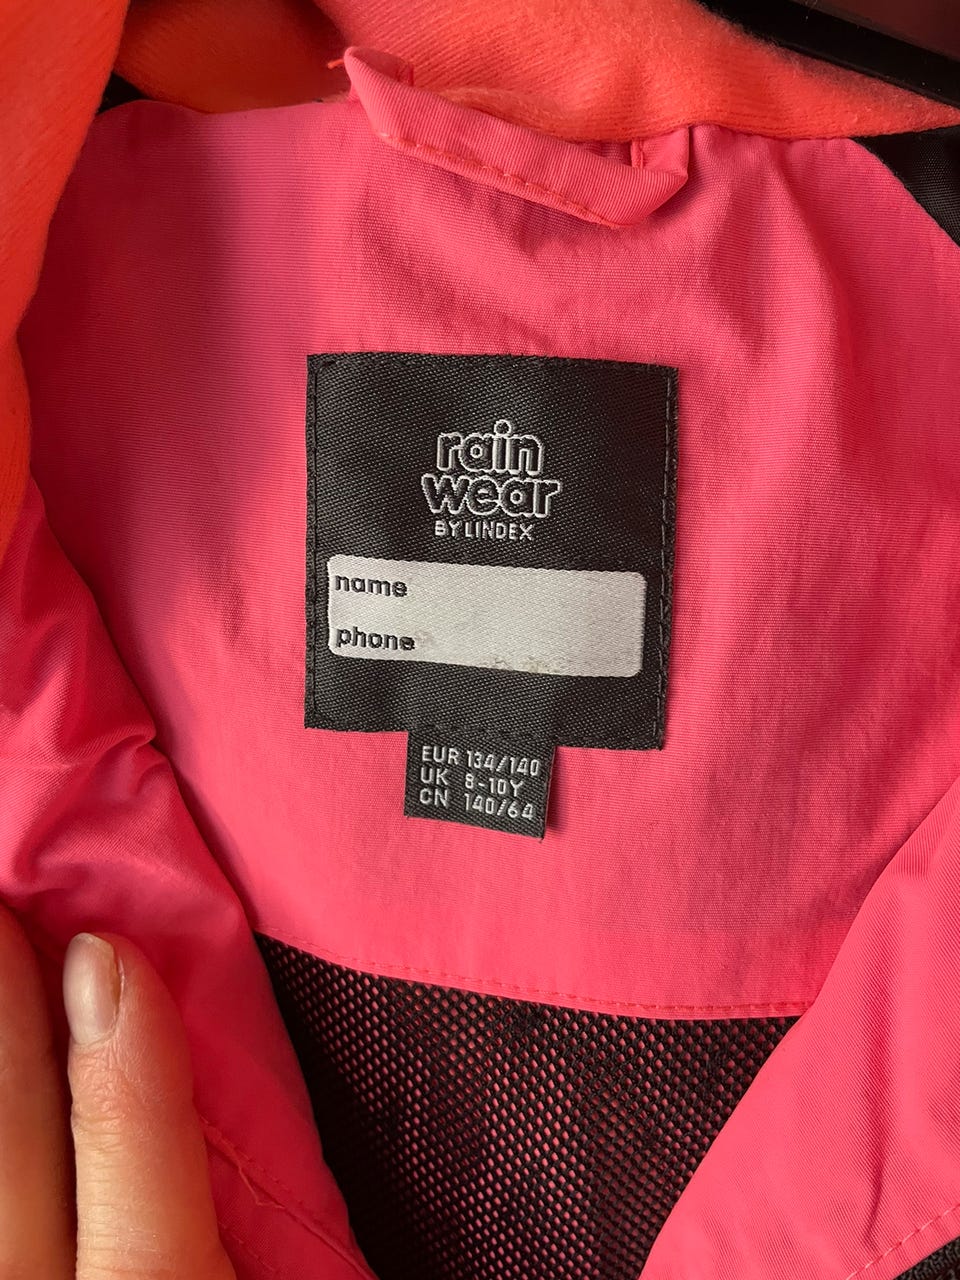 rain
wear
BY LINDEX
name
phone
EUR 134/140
UK 8-10Y
CN 140/64